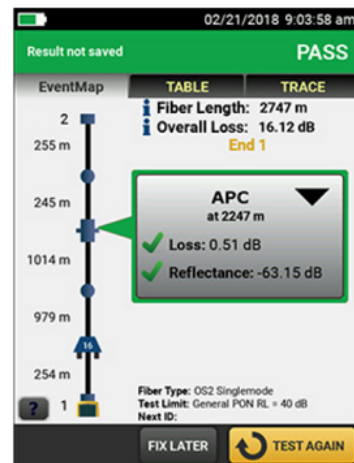 02/21/2018 9:03:58 am
Result not saved PASS
EventMap TABLE TRACE
i Fiber Length: 2747 m
i Overall Loss: 16.12 dB
End 1
2
255 m
245 m
APC
at 2247 m
Loss: 0.51 dB
Reflectance: -63.15 dB
1014 m
979 m
16
254 m
? 1
Fiber Type: OS2 Singlemode
Test Limit: General PON RL = 40 dB
Next ID:
FIX LATER TEST AGAIN